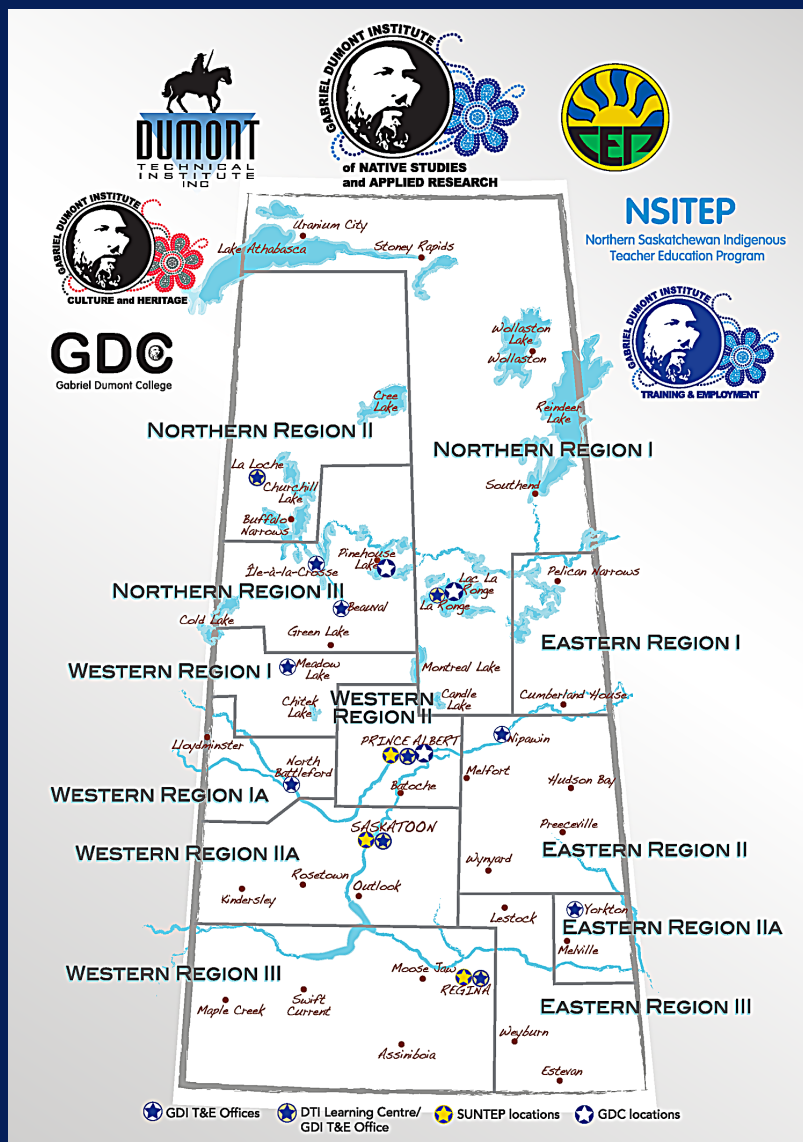 GABRIEL DUMONT INSTITUTE
of NATIVE STUDIES
and APPLIED RESEARCH
DUMONT
TECHNICAL
INSTITUTE
INC
GEP
GABRIEL DUMONT INSTITUTE
CULTURE and HERITAGE
NSITEP
Northern Saskatchewan Indigenous
Teacher Education Program
GDC
Gabriel Dumont College
GABRIEL DUMONT INSTITUTE
TRAINING & EMPLOYMENT
Uranium City
Lake Athabasca
Stoney Rapids
Wollaston
Lake
Wollaston
Cree
Lake
Reindeer
Lake
NORTHERN REGION II
NORTHERN REGION I
La Loche
Churchill
Lake
Southend
Buffalo
Narrows
Pinehouse
Lake
Île-à-la-Crosse
Lac La
Ronge
La Ronge
Pelican Narrows
NORTHERN REGION III
Beauval
Cold Lake
Green Lake
EASTERN REGION I
WESTERN REGION I
Meadow
Lake
Montreal Lake
Chitek
Lake
WESTERN
REGION II
Candle
Lake
Cumberland House
Lloydminster
PRINCE ALBERT
Nipawin
North
Battleford
Melfort
Hudson Bay
Batoche
WESTERN REGION IA
SASKATOON
Preeceville
WESTERN REGION IIA
EASTERN REGION II
Wynyard
Rosetown
Outlook
Kindersley
Lestock
Yorkton
EASTERN REGION IIA
Melville
WESTERN REGION III
Moose Jaw
REGINA
Maple Creek
Swift
Current
EASTERN REGION III
Weyburn
Assiniboia
Estevan
GDI T&E Offices
DTI Learning Centre/
GDI T&E Office
SUNTEP locations
GDC locations